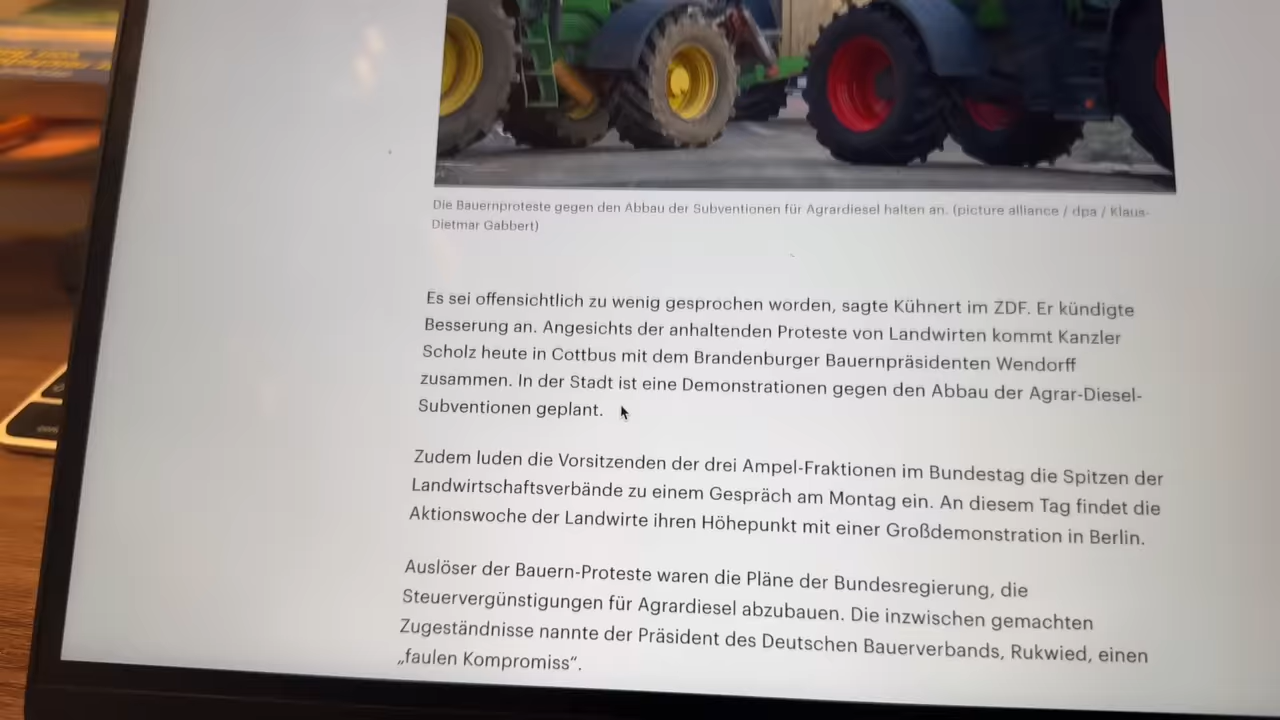 Die Bauernproteste gegen den Abbau der Subventionen für Agrardiesel halten an. (picture alliance / dpa / Klaus-
Dietmar Gabbert)
Es sei offensichtlich zu wenig gesprochen worden, sagte Kühnert im ZDF. Er kündigte
Besserung an. Angesichts der anhaltenden Proteste von Landwirten kommt Kanzler
Scholz heute in Cottbus mit dem Brandenburger Bauernpräsidenten Wendorff
zusammen. In der Stadt ist eine Demonstrationen gegen den Abbau der Agrar-Diesel-
Subventionen geplant.
Zudem luden die Vorsitzenden der drei Ampel-Fraktionen im Bundestag die Spitzen der
Landwirtschaftsverbände zu einem Gespräch am Montag ein. An diesem Tag findet die
Aktionswoche der Landwirte ihren Höhepunkt mit einer Großdemonstration in Berlin.
Auslöser der Bauern-Proteste waren die Pläne der Bundesregierung, die
Steuervergünstigungen für Agrardiesel abzubauen. Die inzwischen gemachten
Zugeständnisse nannte der Präsident des Deutschen Bauerverbands, Rukwied, einen
„faulen Kompromiss“.